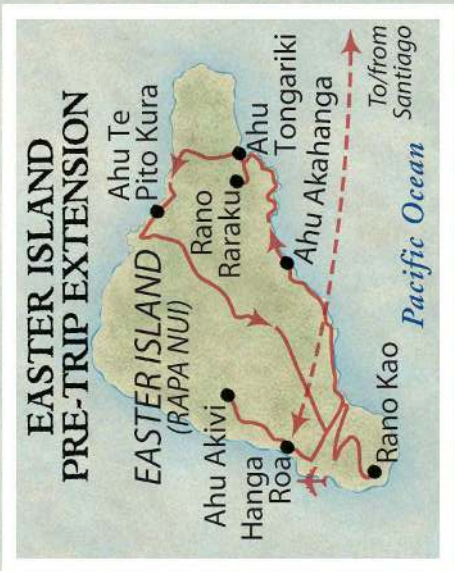 EASTER ISLAND
PRE-TRIP EXTENSION
Ahu Te
Pito Kura
EASTER ISLAND
(RAPA NUI)
Rano
Raraku
Ahu
Tongariki
Ahu Akivi
Ahu Akahanga
Hanga
Roa
To/from
Santiago
Rano Kao
Pacific Ocean